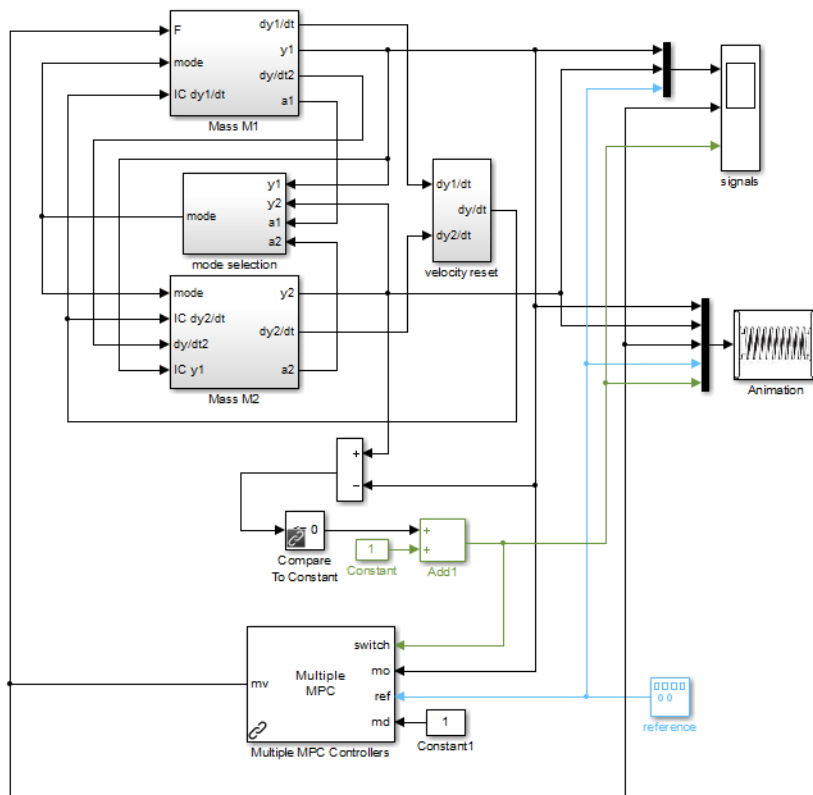 F
mode
IC dy1/dt
dy1/dt
y1
dy/dt2
a1
Mass M1
signals
mode
y1
y2
a1
a2
mode selection
dy1/dt
dy2/dt
dy/dt
velocity reset
mode
IC dy2/dt
dy/dt2
IC y1
y2
dy2/dt
a2
Mass M2
Animation
+
−
0
Compare
To Constant
1
Constant
+
+
Add1
mv
Multiple
MPC
switch
mo
ref
md
Multiple MPC Controllers
1
Constant1
reference